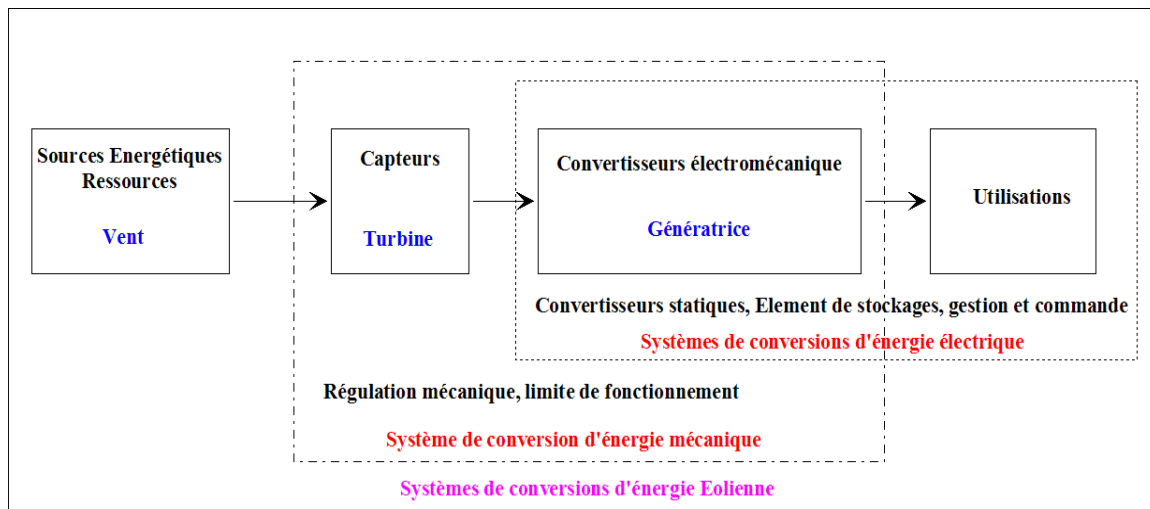 Sources Energétiques
Ressources
Vent
Capteurs
Turbine
Convertisseurs électromécanique
Génératrice
Utilisations
Convertisseurs statiques, Element de stockages, gestion et commande
Systèmes de conversions d'énergie électrique
Régulation mécanique, limite de fonctionnement
Système de conversion d'énergie mécanique
Systèmes de conversions d'énergie Eolienne